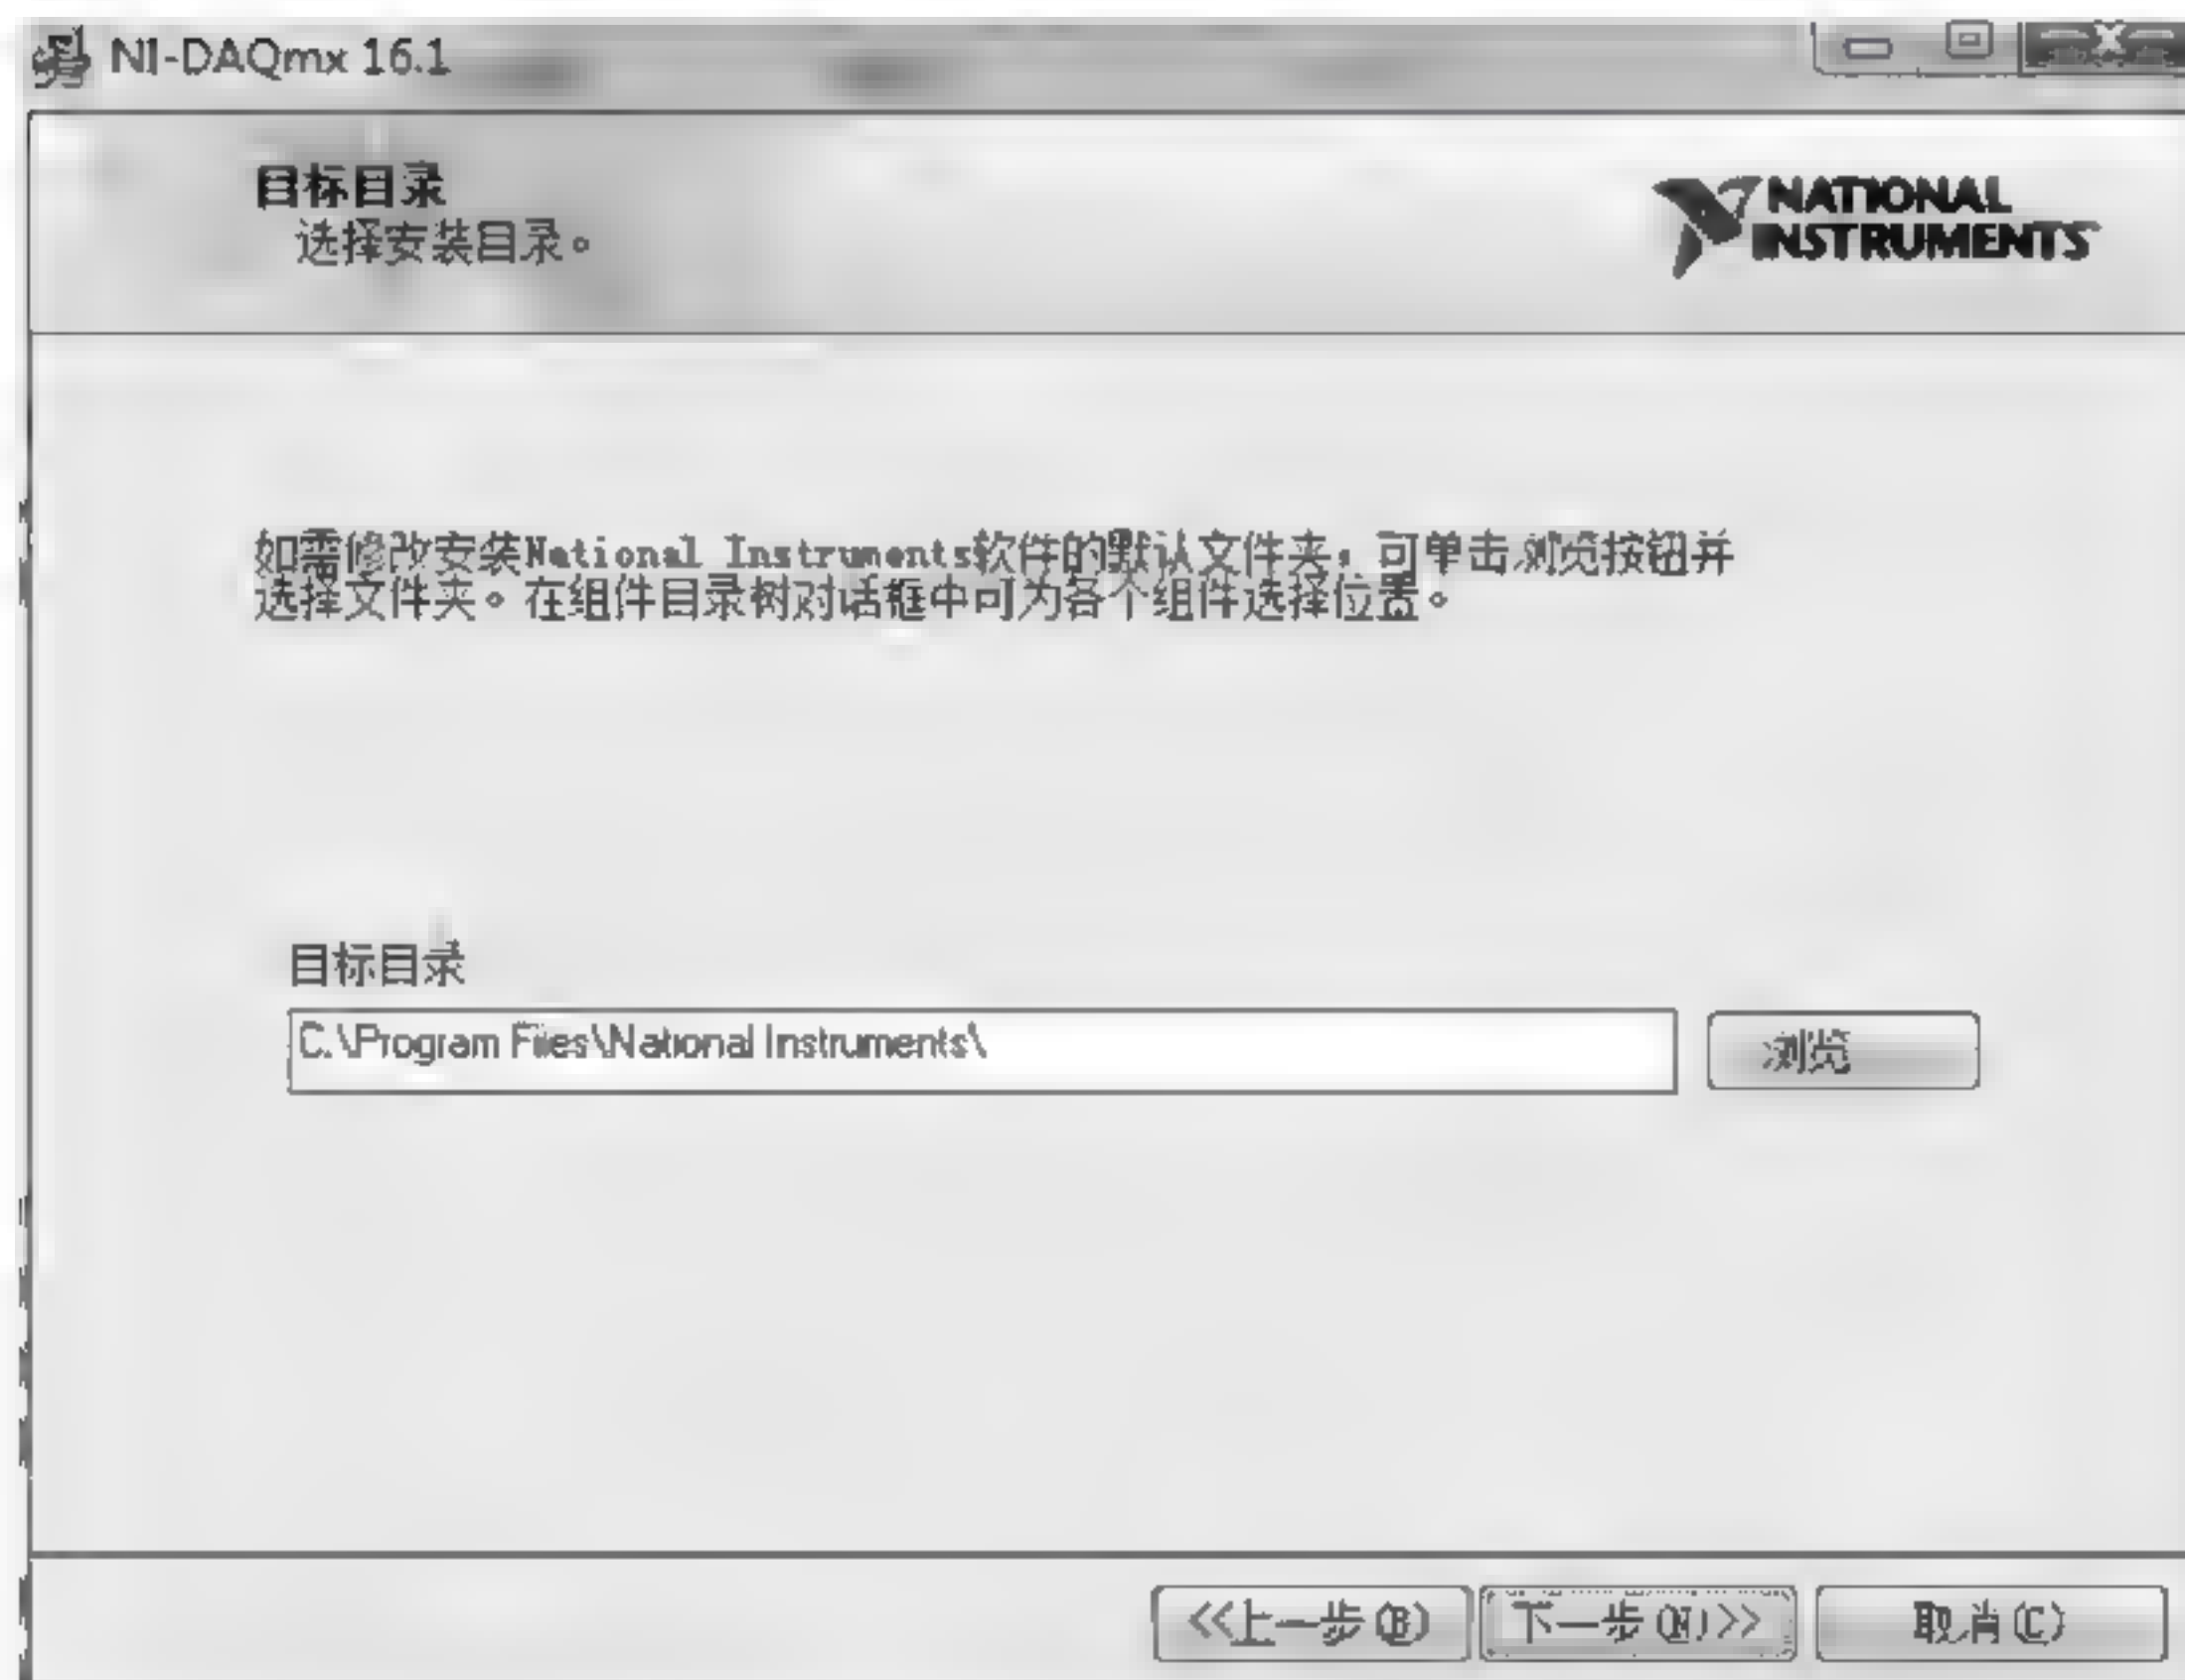 NI-DAQmx 16.1
目标目录
选择安装目录。
NATIONAL
INSTRUMENTS
如需修改安装National Instruments软件的默认文件夹，可单击浏览按钮并
选择文件夹。在组件目录树对话框中可为各个组件选择位置。
目标目录
C:\Program Files\National Instruments\
浏览
<<上一步(B)
下一步(N)>>
取消(C)